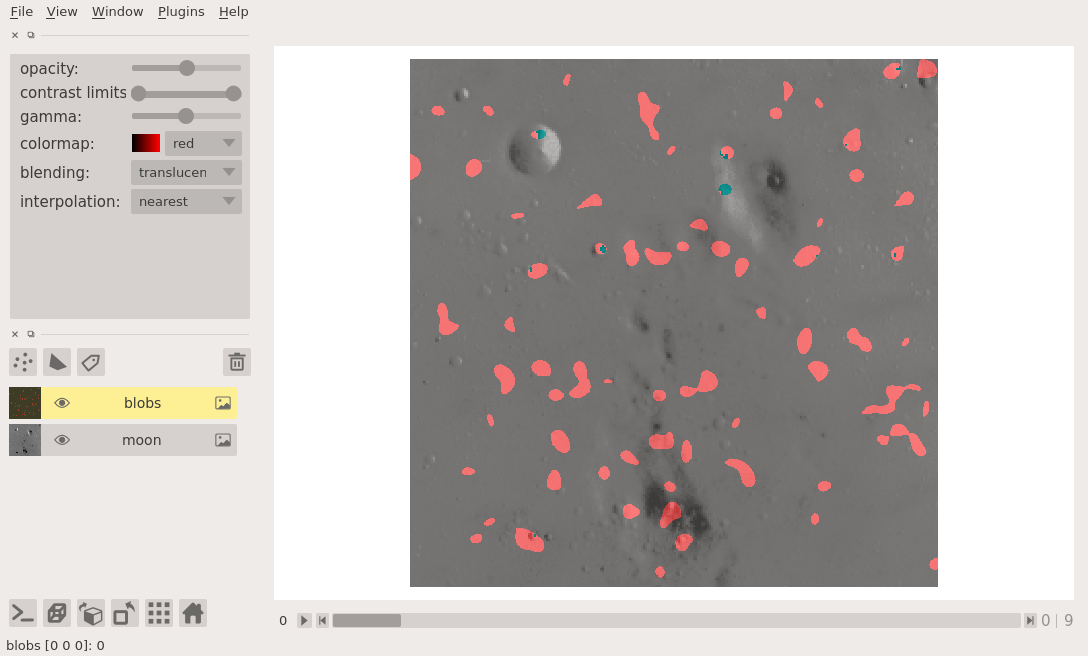 File View Window Plugins Help
opacity:
contrast limits
gamma:
colormap: red
blending: translucen
interpolation: nearest
blobs
moon
0 0 | 9
blobs [0 0 0]: 0